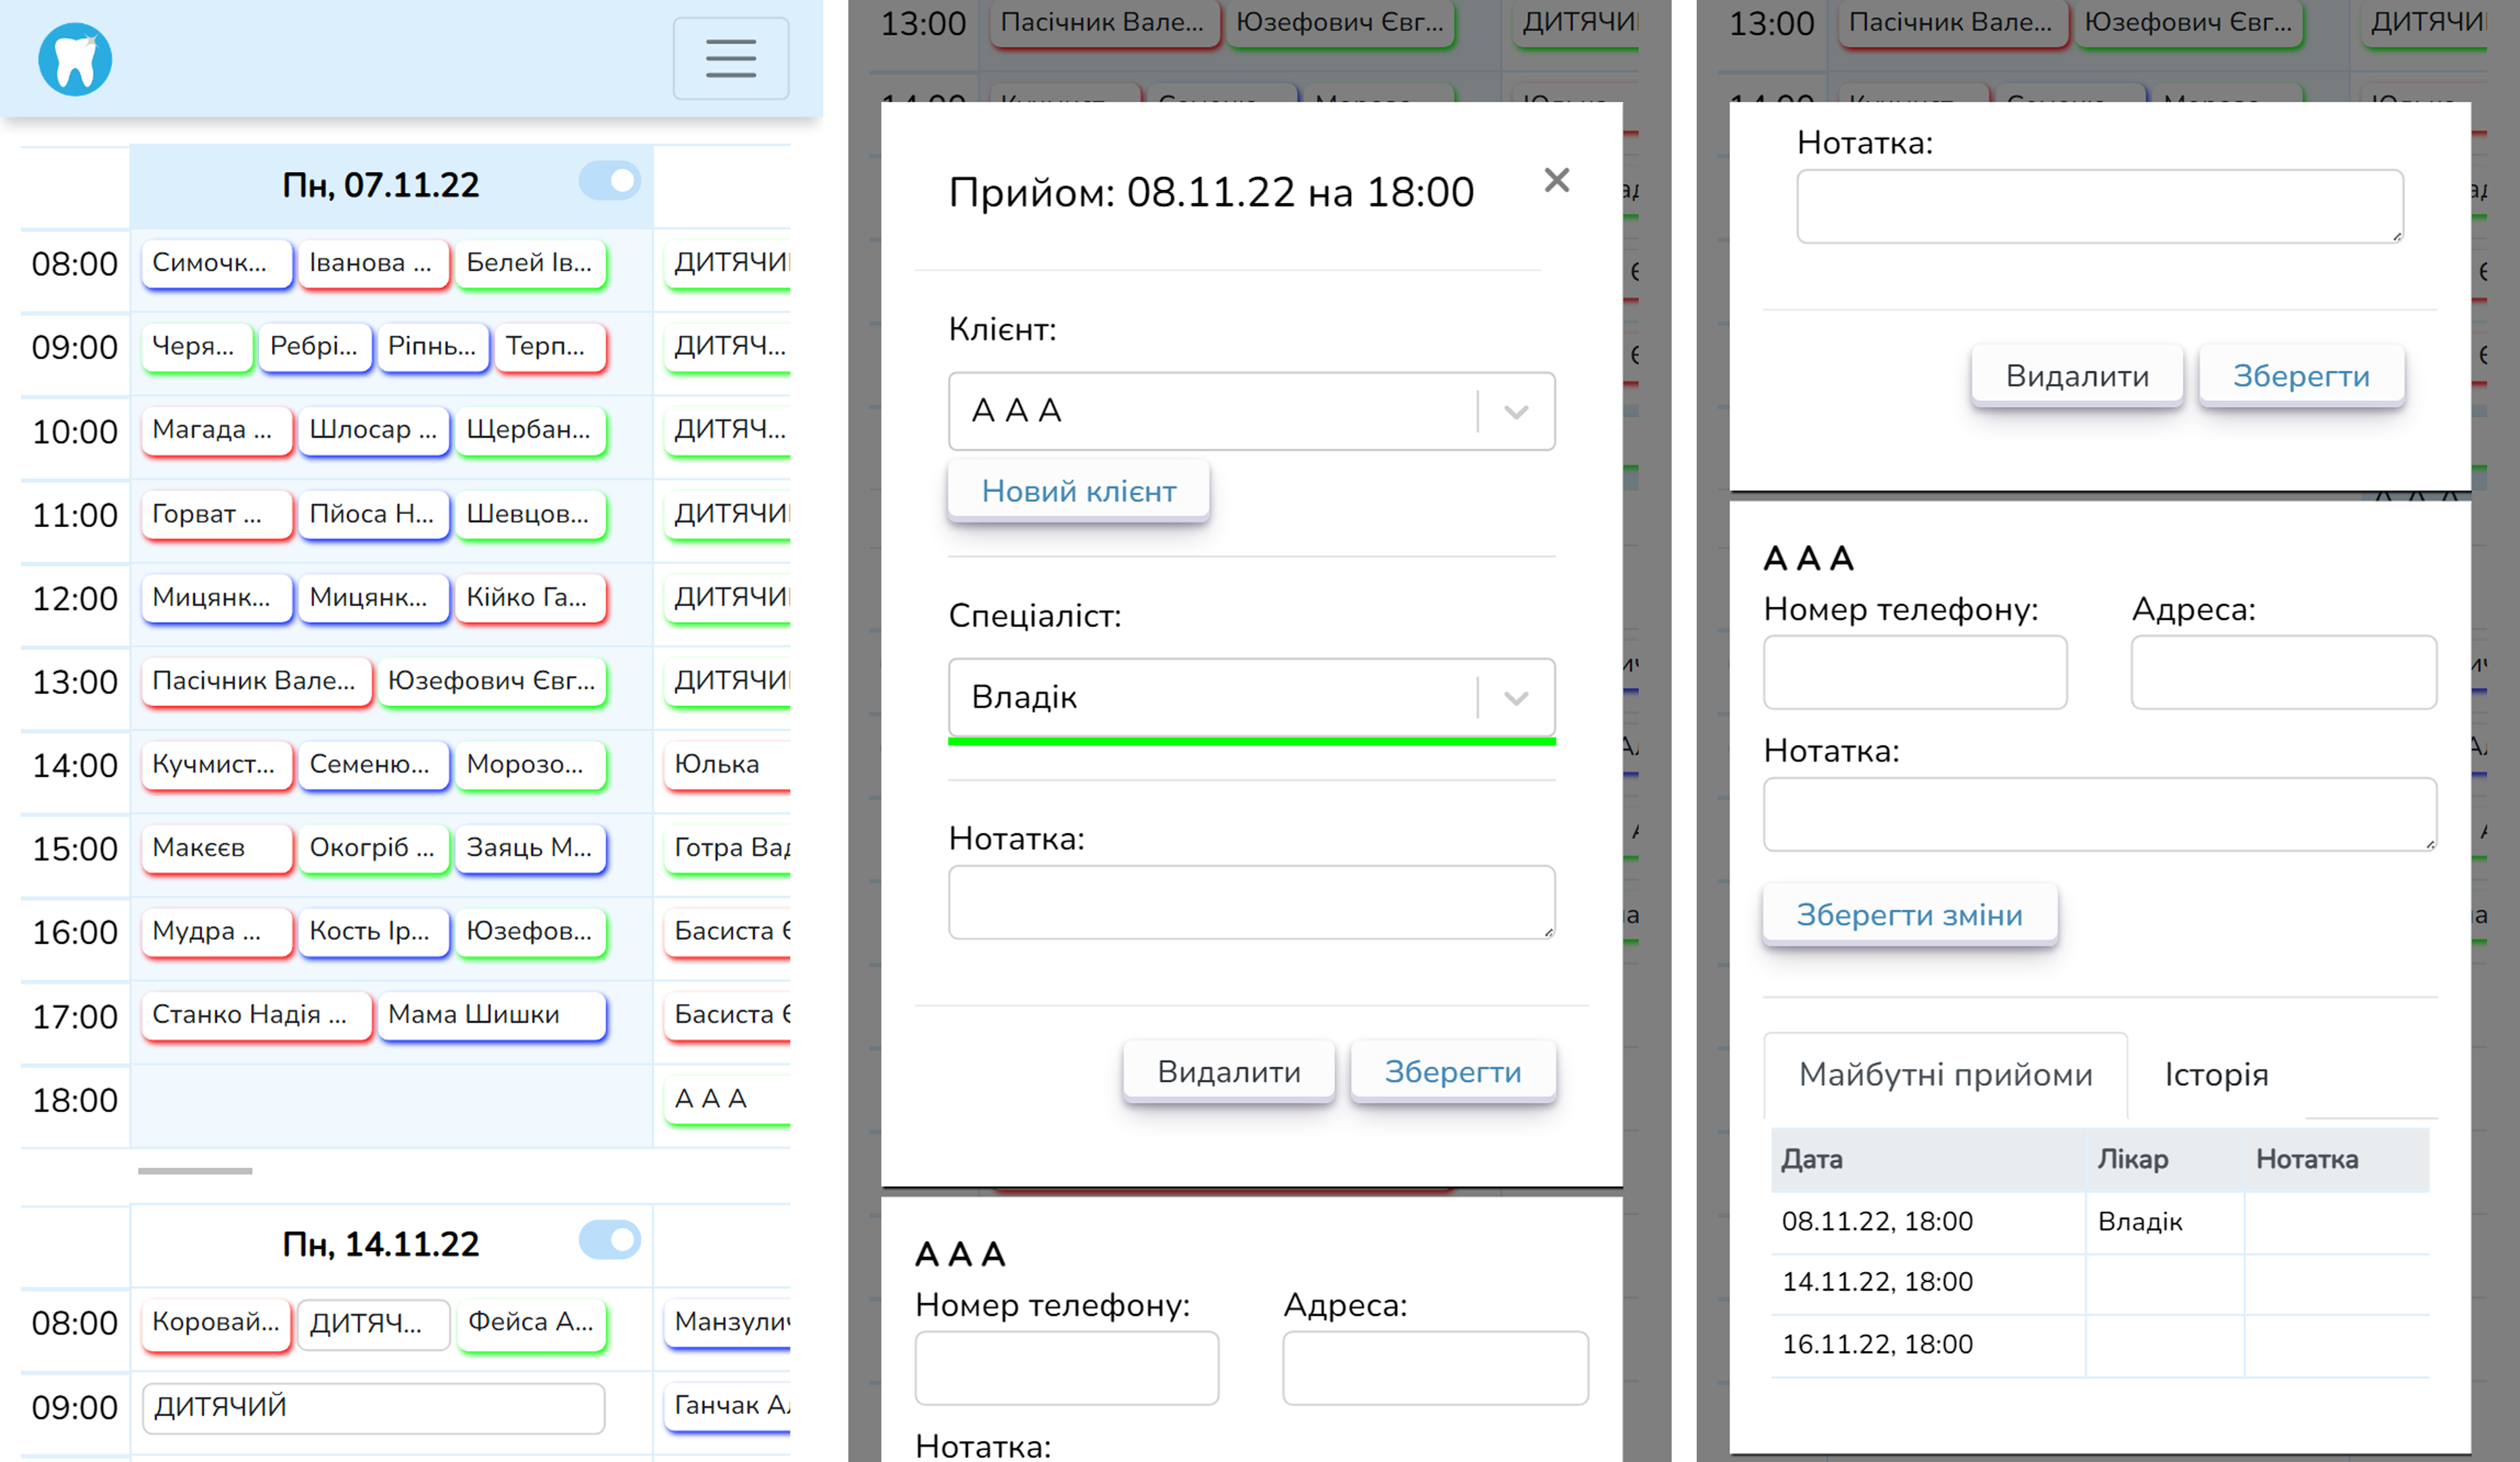 Пн, 07.11.22
08:00 Симочк... Іванова ... Белей Ів... ДИТЯЧИ
09:00 Черя... Ребрі... Ріпнь... Терп... ДИТЯЧ...
10:00 Магада ... Шлосар ... Щербан... ДИТЯЧ...
11:00 Горват ... Пйоса Н... Шевцов... ДИТЯЧИ
12:00 Мицянк... Мицянк... Кійко Га... ДИТЯЧИ
13:00 Пасічник Вале... Юзефович Євг... ДИТЯЧИ
14:00 Кучмист... Семеню... Морозо... Юлька
15:00 Макєєв Окогріб ... Заяць М... Готра Вад
16:00 Мудра ... Кость Ір... Юзефов... Басиста Є
17:00 Станко Надія ... Мама Шишки Басиста Є
18:00 А А А
Пн, 14.11.22
08:00 Коровай... ДИТЯЧ... Фейса А... Манзулич
09:00 ДИТЯЧИЙ Ганчак Ал
13:00 Пасічник Вале... Юзефович Євг... ДИТЯЧИ
Прийом: 08.11.22 на 18:00
Клієнт:
А А А
Новий клієнт
Спеціаліст:
Владік
Нотатка:
Видалити Зберегти
А А А
Номер телефону: Адреса:
Нотатка:
13:00 Пасічник Вале... Юзефович Євг... ДИТЯЧИ
Нотатка:
Видалити Зберегти
А А А
Номер телефону: Адреса:
Нотатка:
Зберегти зміни
Майбутні прийоми Історія
Дата Лікар Нотатка
08.11.22, 18:00 Владік
14.11.22, 18:00
16.11.22, 18:00